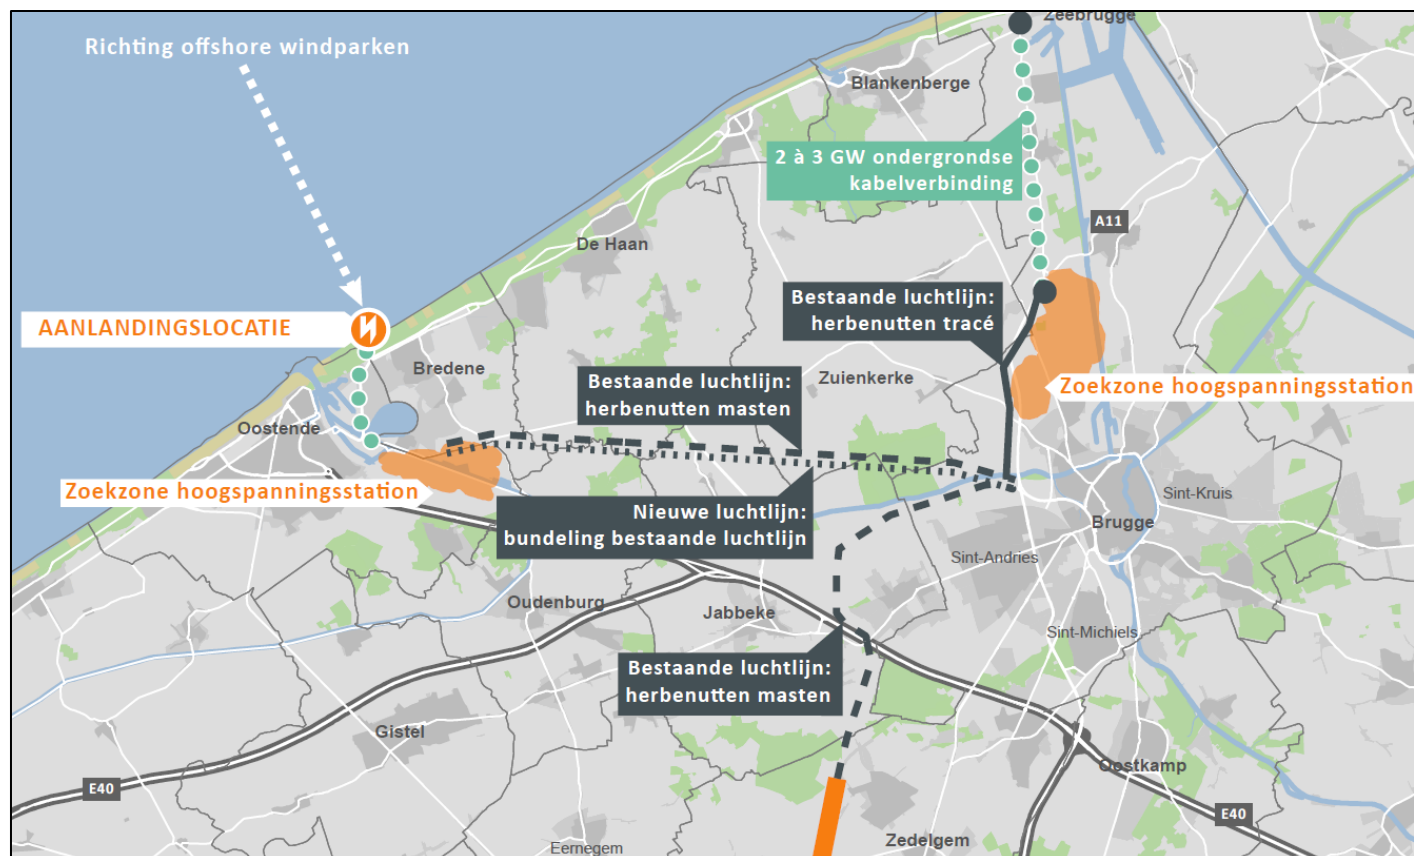 Zeebrugge
Richting offshore windparken
Blankenberge
2 à 3 GW ondergrondse
kabelverbinding
A11
De Haan
Bestaande luchtlijn:
herbenutten tracé
AANLANDINGSLOCATIE
Bredene
Bestaande luchtlijn:
herbenutten masten
Zuienkerke
Zoekzone hoogspanningsstation
Oostende
Zoekzone hoogspanningsstation
Sint-Kruis
Nieuwe luchtlijn:
bundeling bestaande luchtlijn
Brugge
Sint-Andries
Oudenburg
Jabbeke
Sint-Michiels
Bestaande luchtlijn:
herbenutten masten
Gistel
Oostkamp
E40
E40
Zedelgem
Eernegem